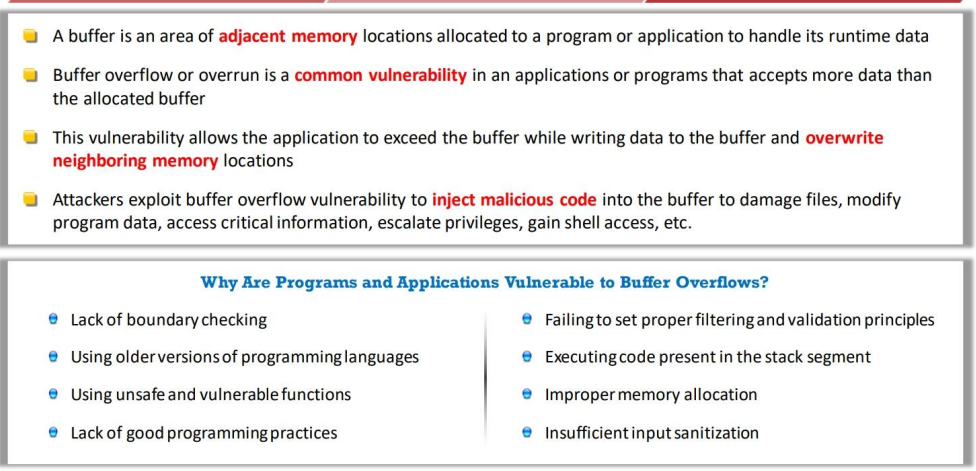 A buffer is an area of adjacent memory locations allocated to a program or application to handle its runtime data
Buffer overflow or overrun is a common vulnerability in an applications or programs that accepts more data than
the allocated buffer
This vulnerability allows the application to exceed the buffer while writing data to the buffer and overwrite
neighboring memory locations
Attackers exploit buffer overflow vulnerability to inject malicious code into the buffer to damage files, modify
program data, access critical information, escalate privileges, gain shell access, etc.
Why Are Programs and Applications Vulnerable to Buffer Overflows?
Lack of boundary checking
Using older versions of programming languages
Using unsafe and vulnerable functions
Lack of good programming practices
Failing to set proper filtering and validation principles
Executing code present in the stack segment
Improper memory allocation
Insufficient input sanitization